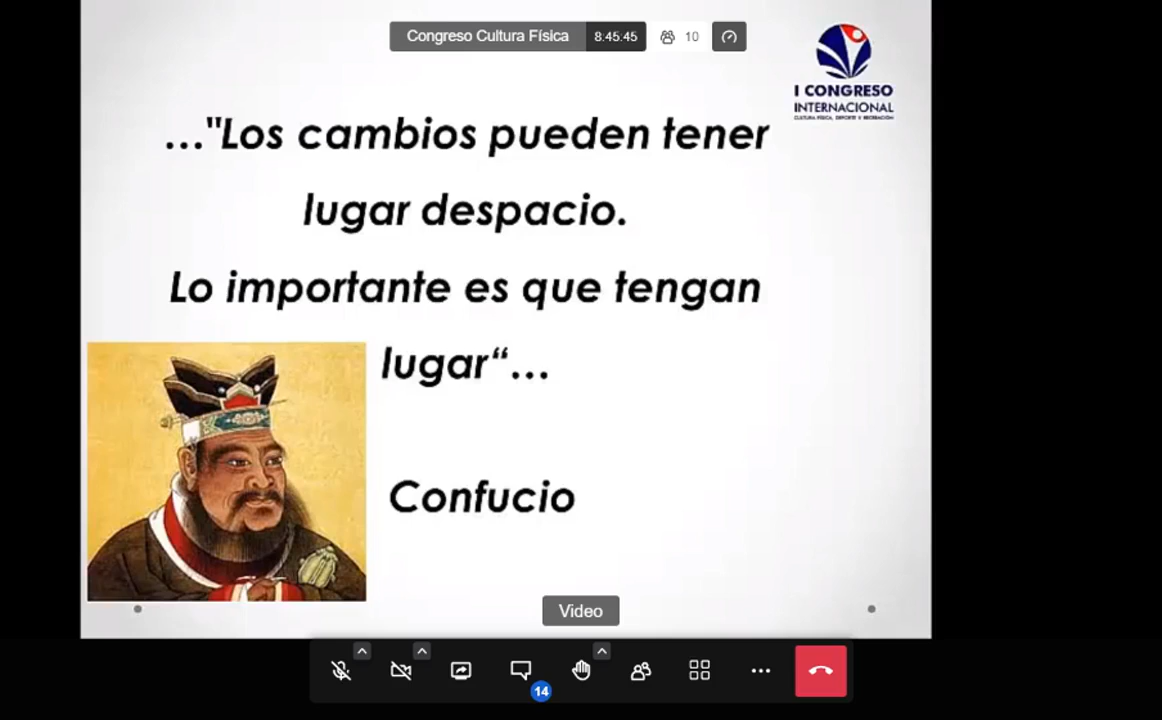 Congreso Cultura Física 8:45:45 10
I CONGRESO
INTERNACIONAL
CULTURA FÍSICA, DEPORTE Y RECREACIÓN
..."Los cambios pueden tener
lugar despacio.
Lo importante es que tengan
lugar“...
Confucio
Video
14